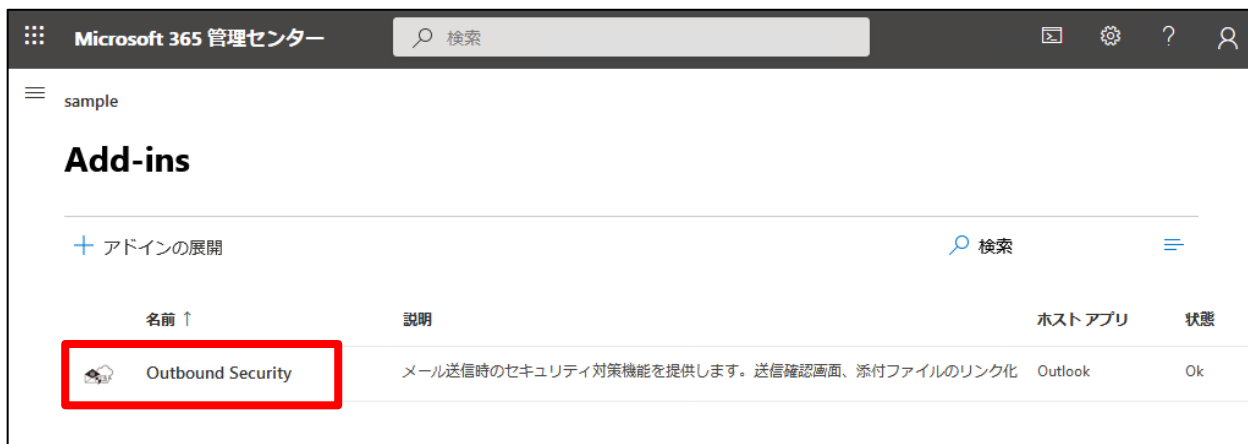 Microsoft 365 管理センター 検索
sample
Add-ins
アドインの展開 検索
名前 ↑ 説明 ホスト アプリ 状態
Outbound Security メール送信時のセキュリティ対策機能を提供します。送信確認画面、添付ファイルのリンク化 Outlook Ok